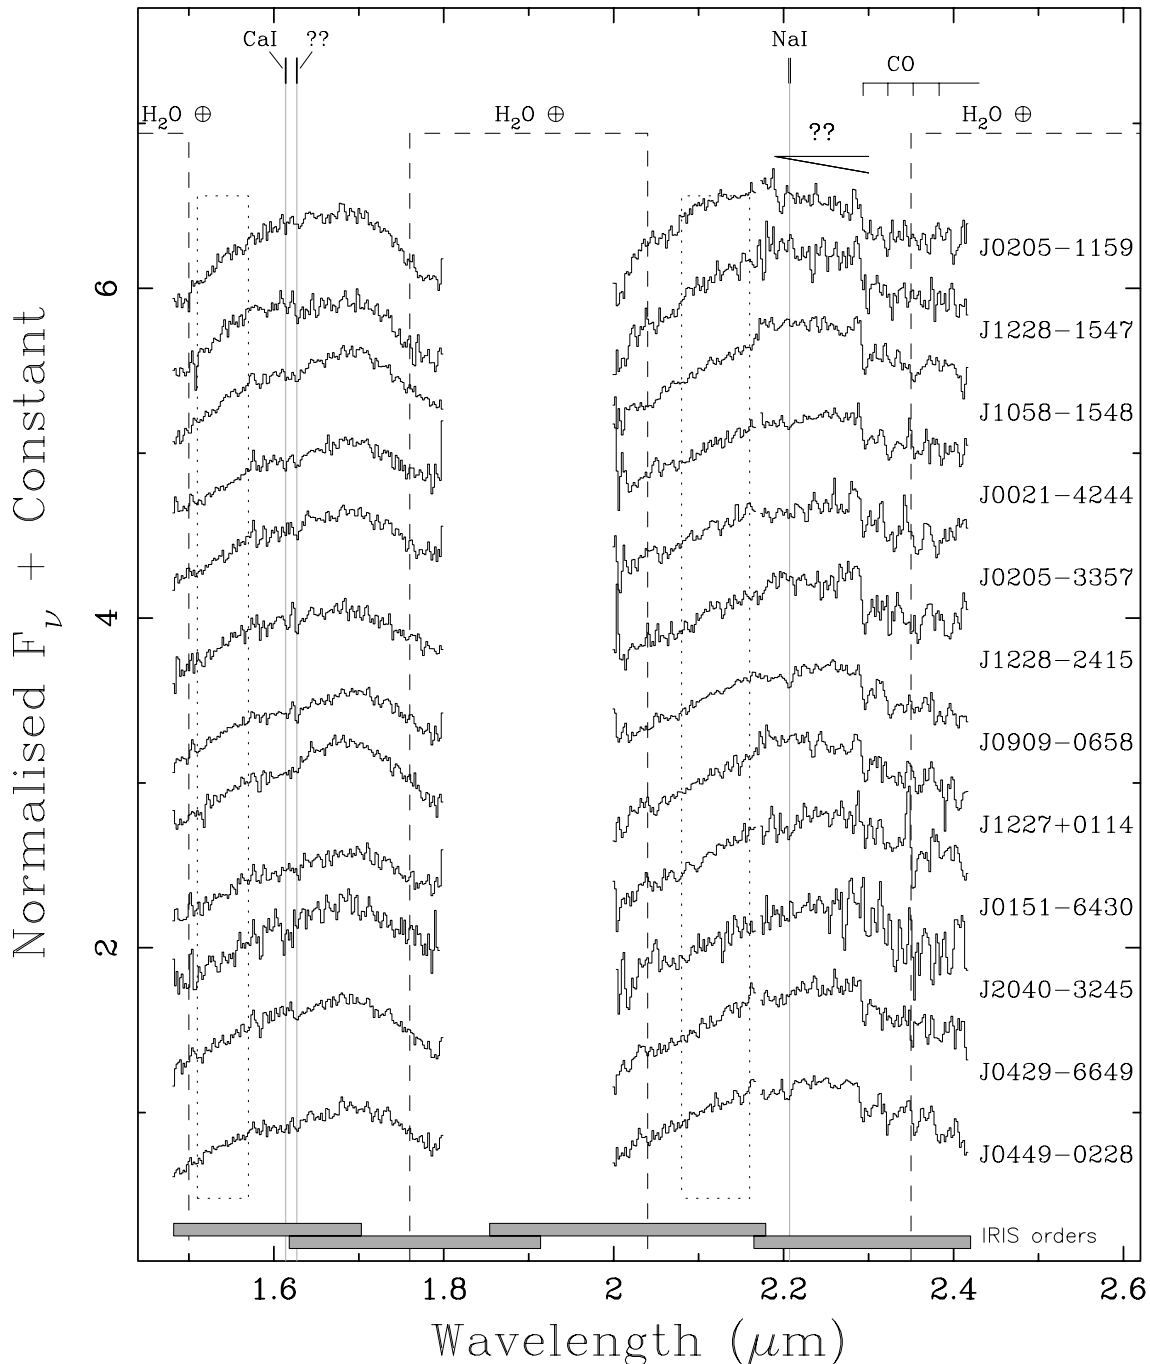 CaI ?? NaI CO
H₂O ⊕ H₂O ⊕ H₂O ⊕
??
J0205−1159
J1228−1547
J1058−1548
J0021−4244
J0205−3357
J1228−2415
J0909−0658
J1227+0114
J0151−6430
J2040−3245
J0429−6649
J0449−0228
IRIS orders
6
4
2
Normalised Fν + Constant
1.6 1.8 2 2.2 2.4 2.6
Wavelength (μm)